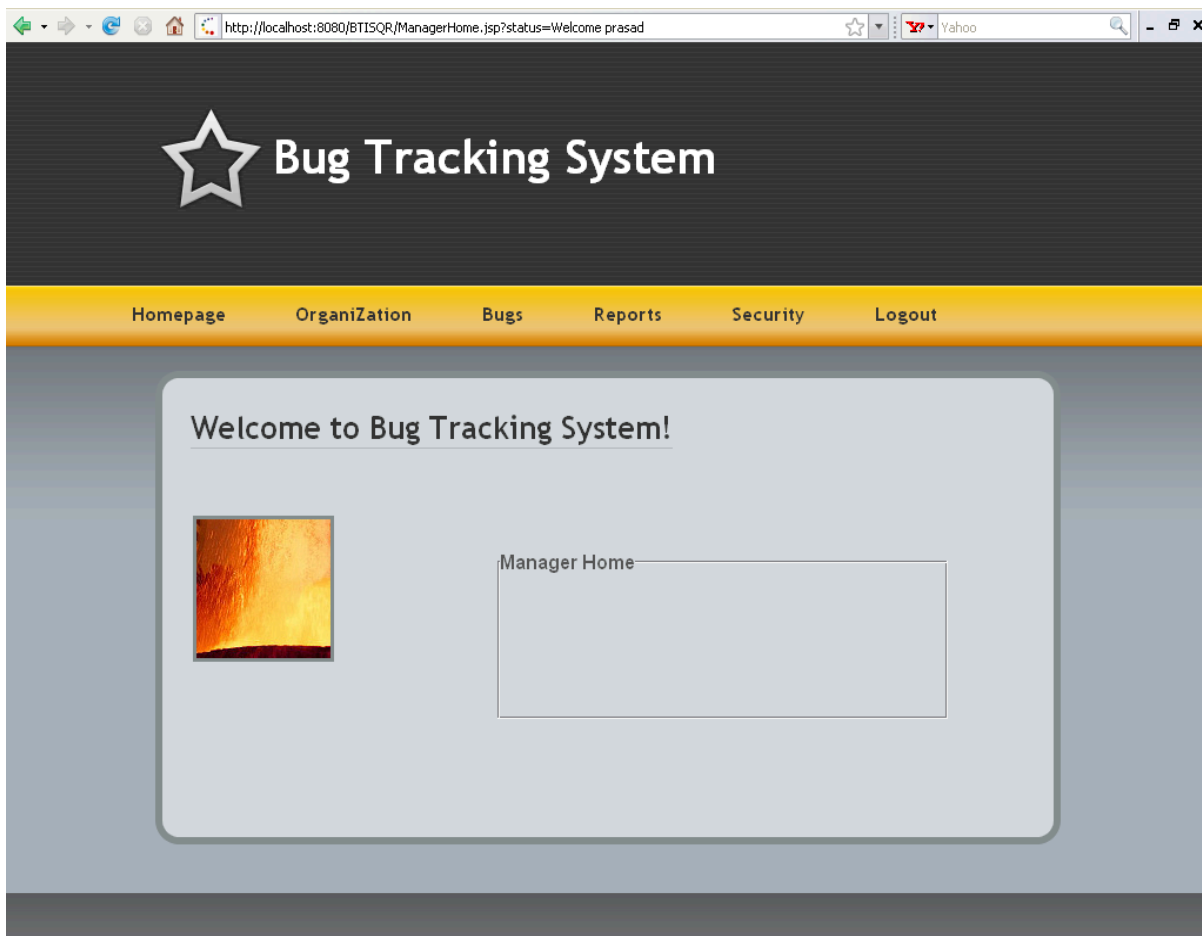 http://localhost:8080/BTISQR/ManagerHome.jsp?status=Welcome prasad Yahoo
Bug Tracking System
Homepage OrganiZation Bugs Reports Security Logout
Welcome to Bug Tracking System!
Manager Home